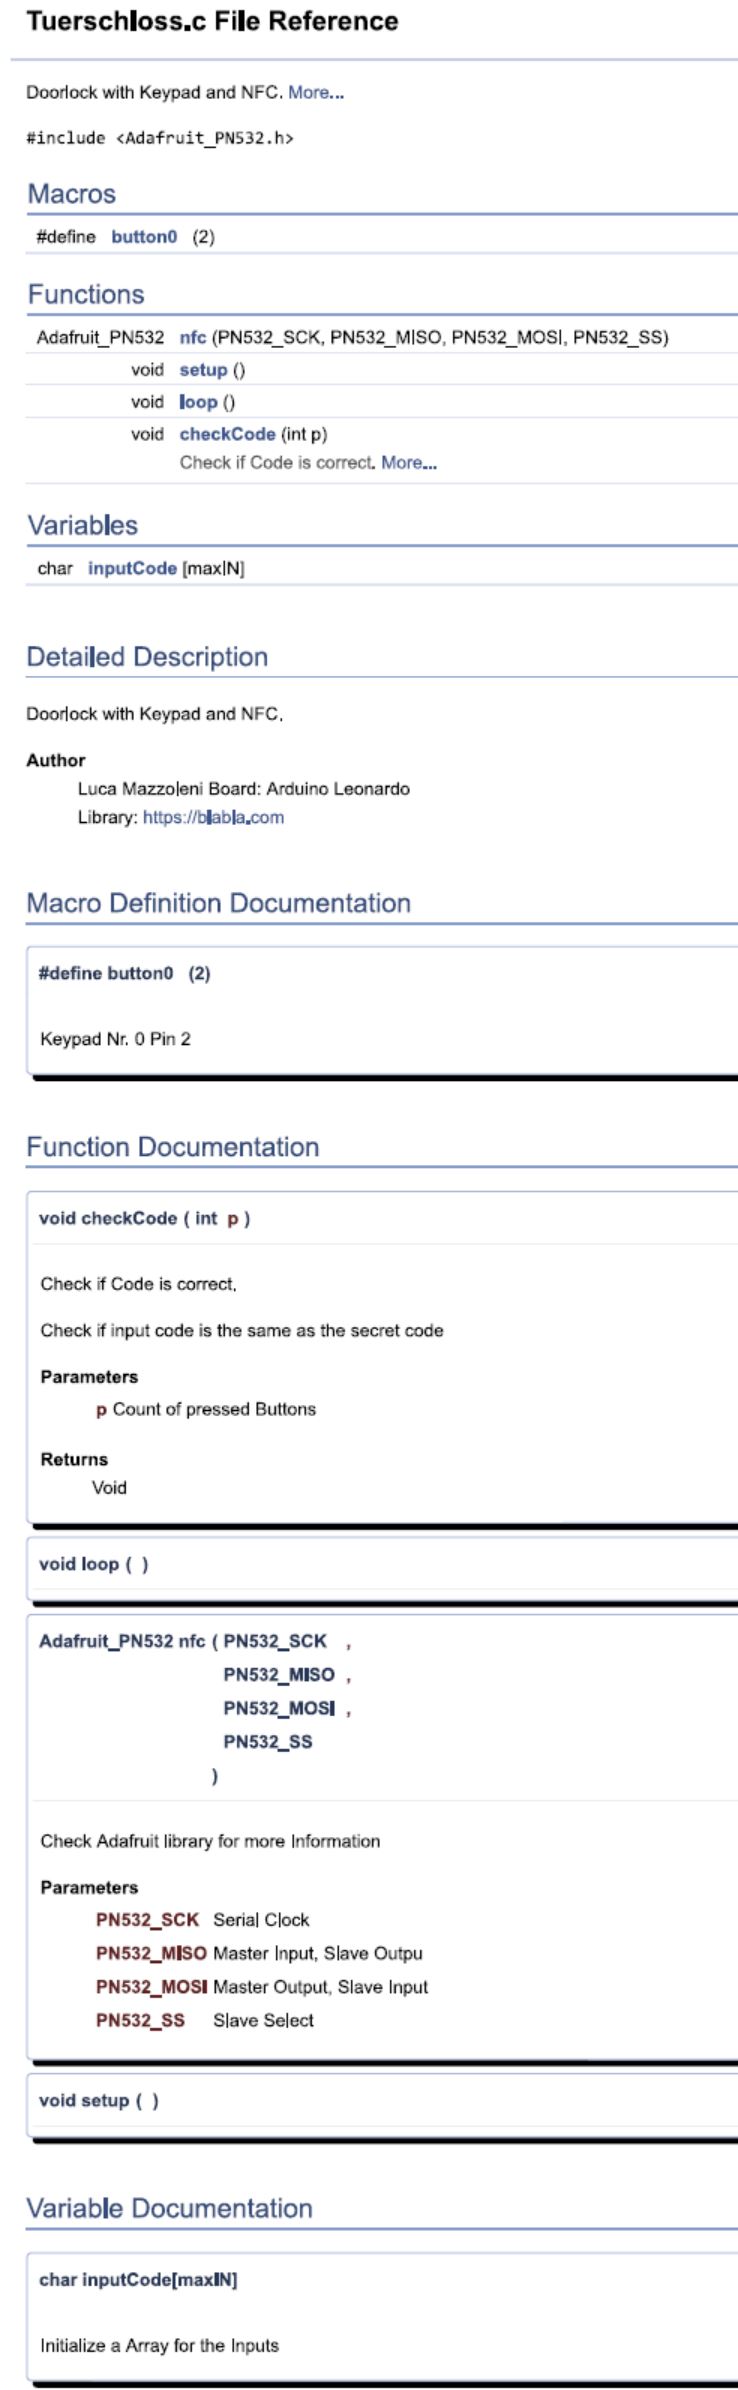 Tuerschloss.c File Reference
Doorlock with Keypad and NFC. More...
#include <Adafruit_PN532.h>
Macros
#define button0 (2)
Functions
Adafruit_PN532 nfc (PN532_SCK, PN532_MISO, PN532_MOSI, PN532_SS)
void setup ()
void loop ()
void checkCode (int p)
Check if Code is correct. More...
Variables
char inputCode [maxIN]
Detailed Description
Doorlock with Keypad and NFC.
Author
Luca Mazzoleni Board: Arduino Leonardo
Library: https://blabla.com
Macro Definition Documentation
#define button0 (2)
Keypad Nr. 0 Pin 2
Function Documentation
void checkCode ( int p )
Check if Code is correct.
Check if input code is the same as the secret code
Parameters
p Count of pressed Buttons
Returns
Void
void loop ( )
Adafruit_PN532 nfc ( PN532_SCK ,
PN532_MISO ,
PN532_MOSI ,
PN532_SS
)
Check Adafruit library for more Information
Parameters
PN532_SCK Serial Clock
PN532_MISO Master Input, Slave Outpu
PN532_MOSI Master Output, Slave Input
PN532_SS Slave Select
void setup ( )
Variable Documentation
char inputCode[maxIN]
Initialize a Array for the Inputs